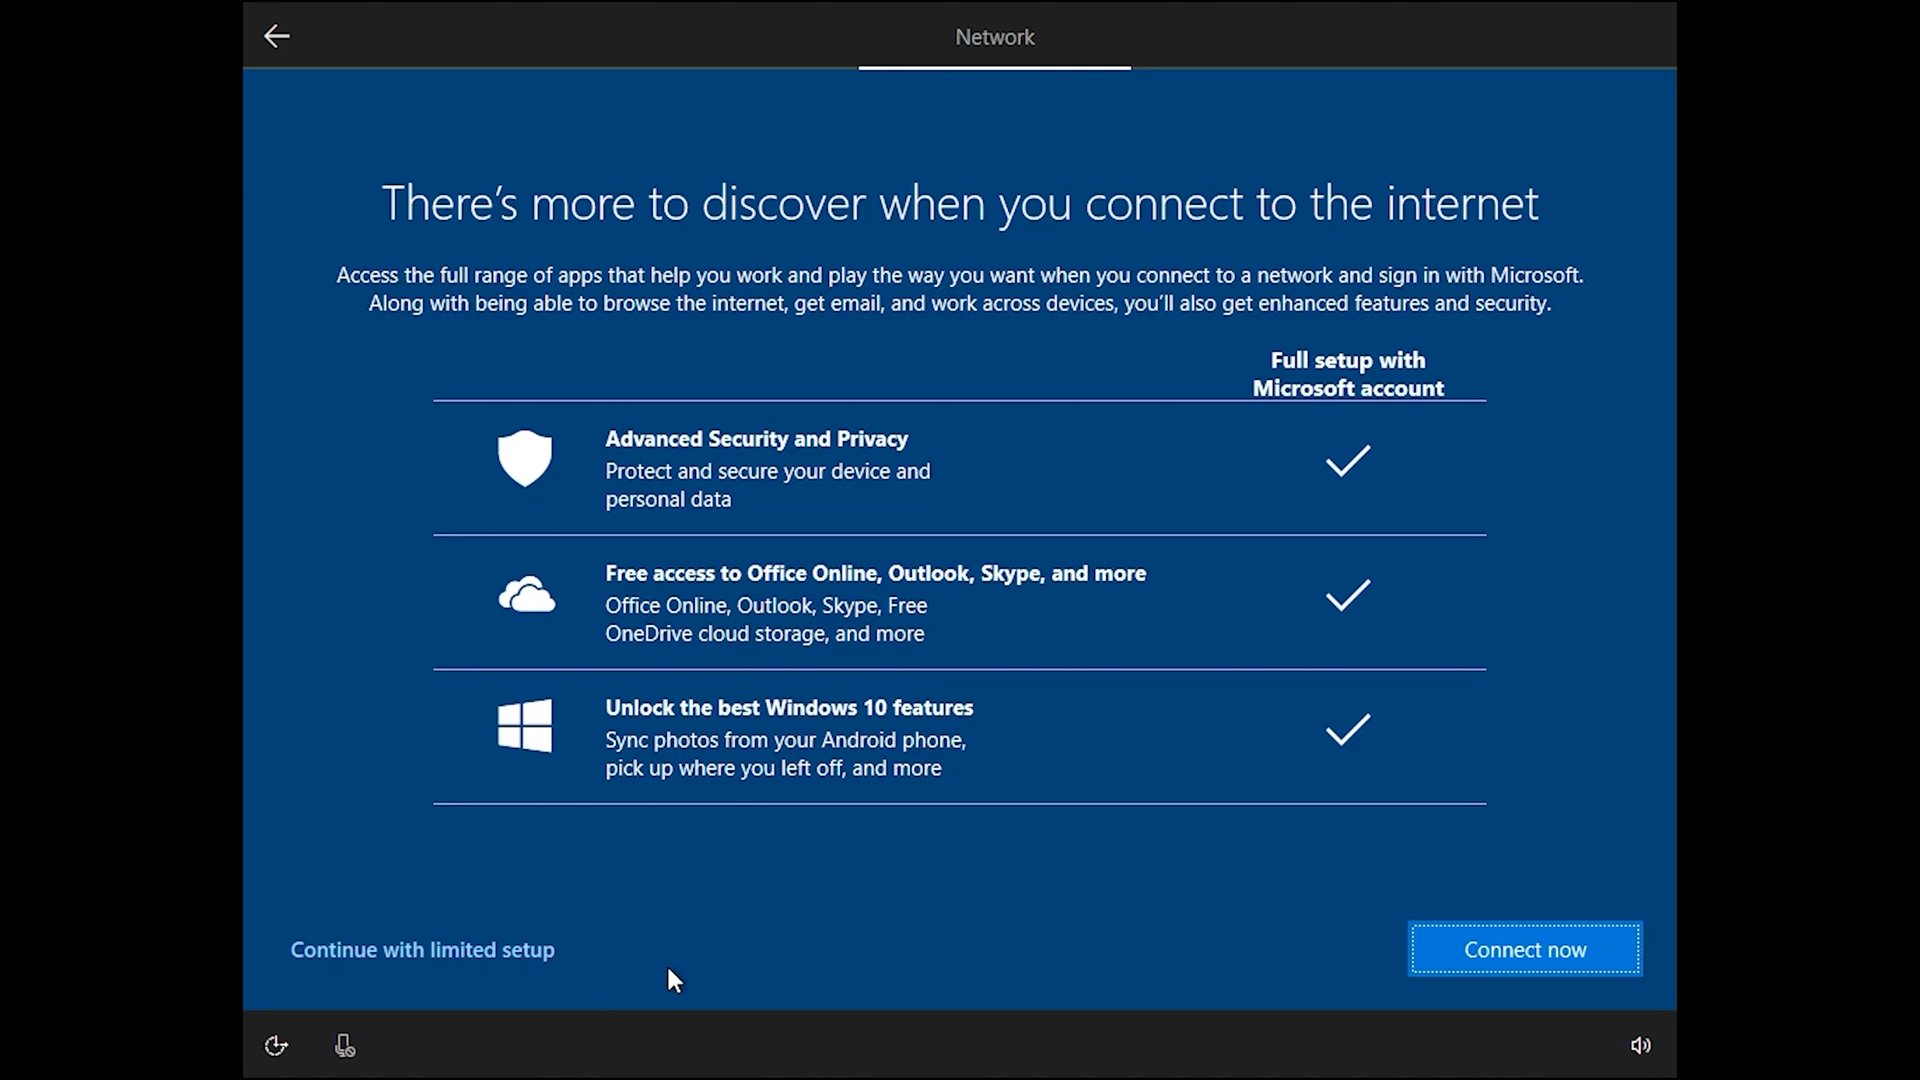 Network
There's more to discover when you connect to the internet
Access the full range of apps that help you work and play the way you want when you connect to a network and sign in with Microsoft.
Along with being able to browse the internet, get email, and work across devices, you'll also get enhanced features and security.
Full setup with
Microsoft account
Advanced Security and Privacy
Protect and secure your device and
personal data
Free access to Office Online, Outlook, Skype, and more
Office Online, Outlook, Skype, Free
OneDrive cloud storage, and more
Unlock the best Windows 10 features
Sync photos from your Android phone,
pick up where you left off, and more
Continue with limited setup
Connect now